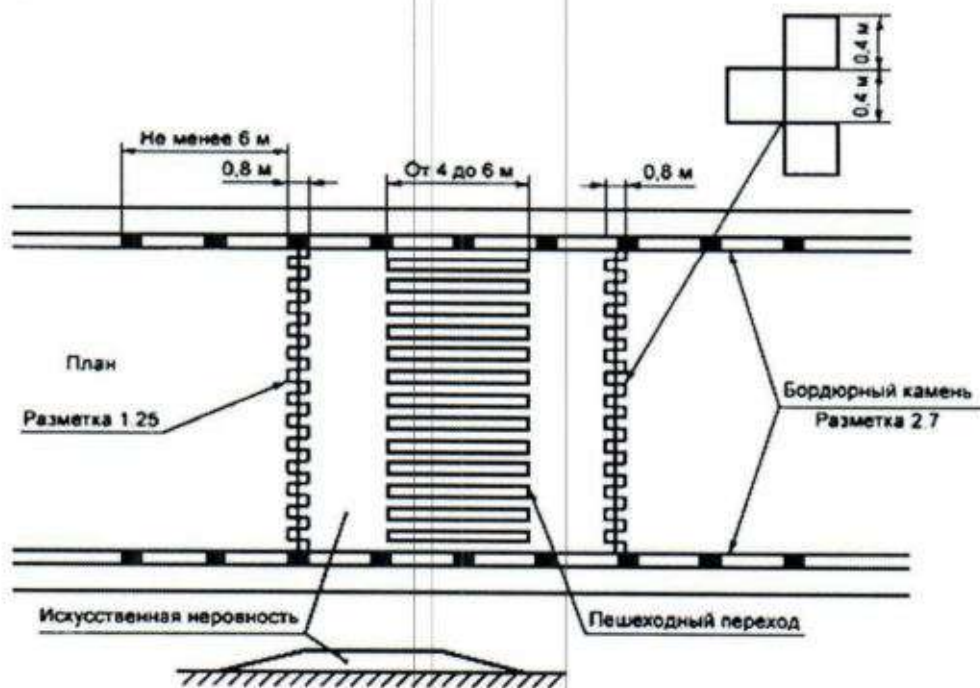 0,4 м
0,4 м
Не менее 6 м
0,8 м
От 4 до 6 м
0,8 м
План
Разметка 1.25
Бордюрный камень
Разметка 2.7
Искусственная неровность
Пешеходный переход